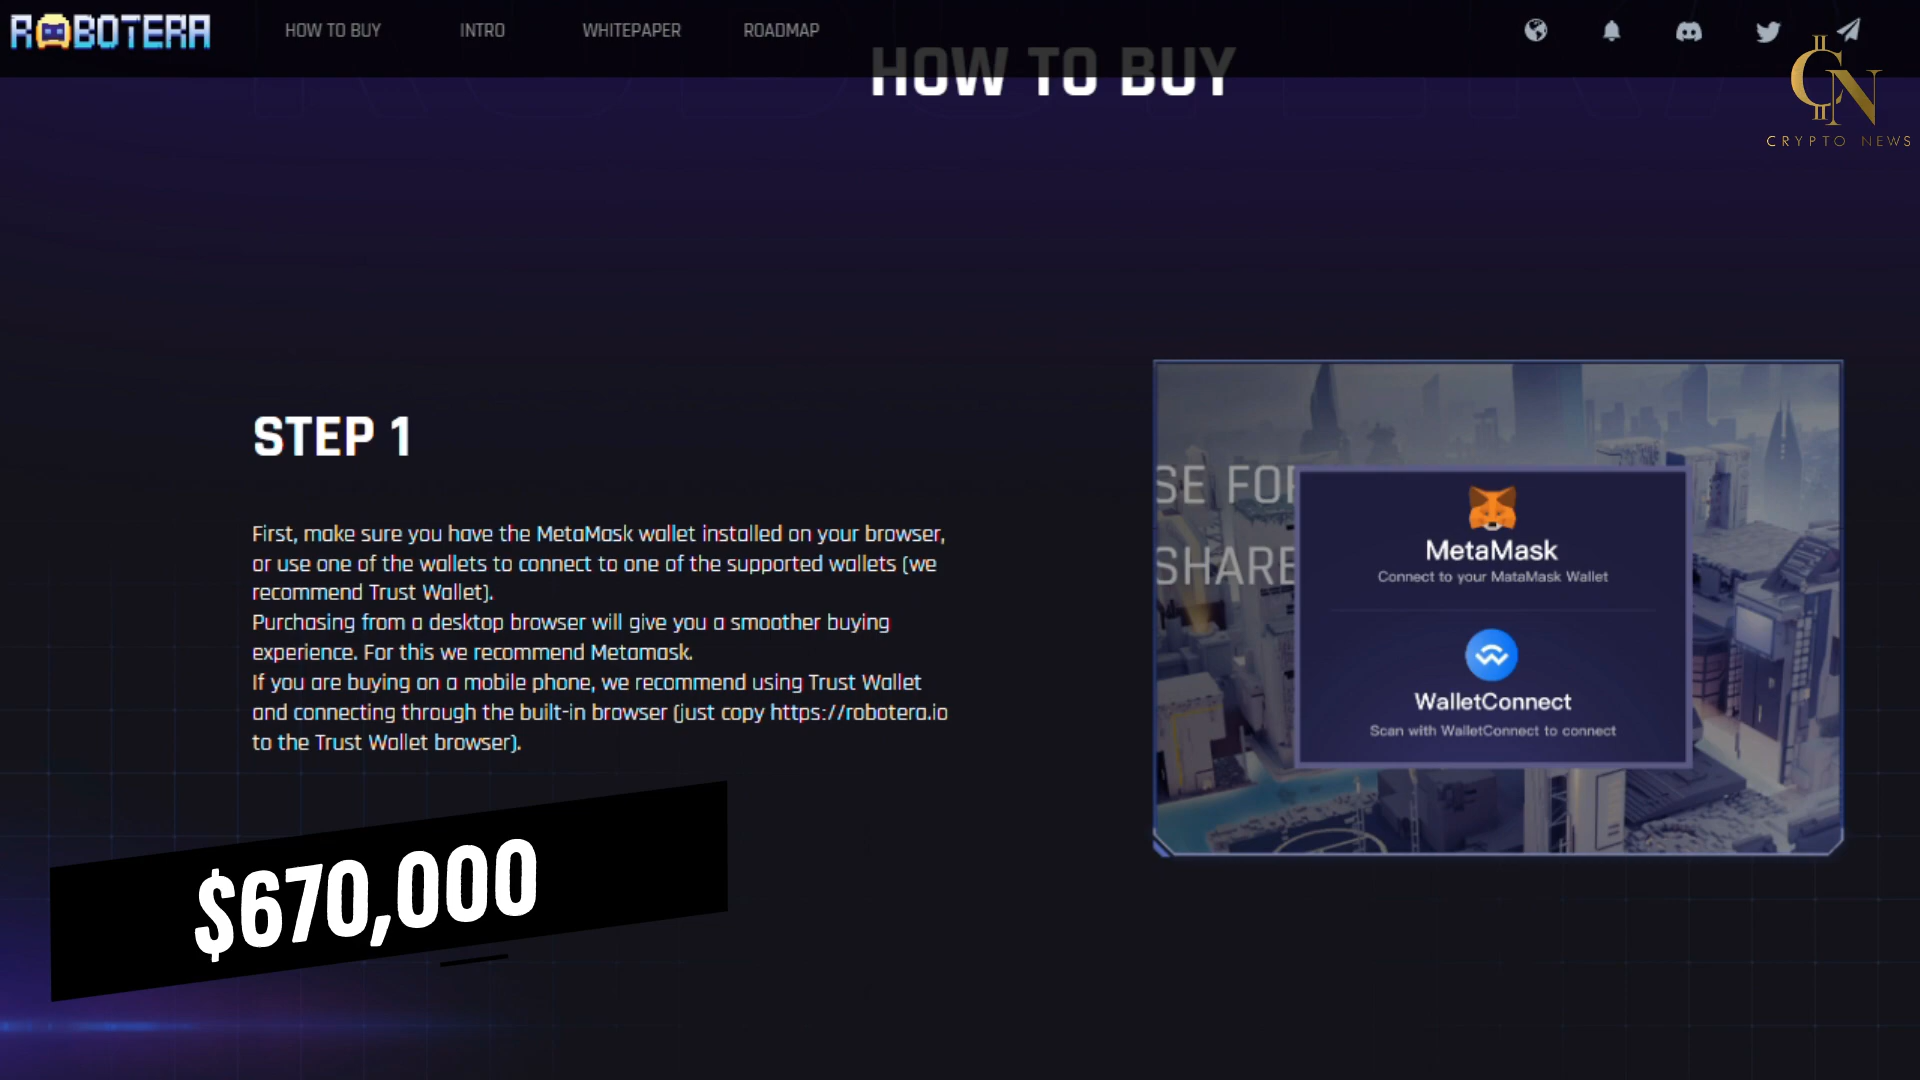 ROBOTERA
HOW TO BUY
INTRO
WHITEPAPER
ROADMAP
HOW TO BUY
CN
CRYPTO NEWS
STEP 1
First, make sure you have the MetaMask wallet installed on your browser,
or use one of the wallets to connect to one of the supported wallets (we
recommend Trust Wallet).
Purchasing from a desktop browser will give you a smoother buying
experience. For this we recommend Metamask.
If you are buying on a mobile phone, we recommend using Trust Wallet
and connecting through the built-in browser (just copy https://robotera.io
to the Trust Wallet browser).
SE FOR
SHARE
MetaMask
Connect to your MataMask Wallet
WalletConnect
Scan with WalletConnect to connect
$670,000